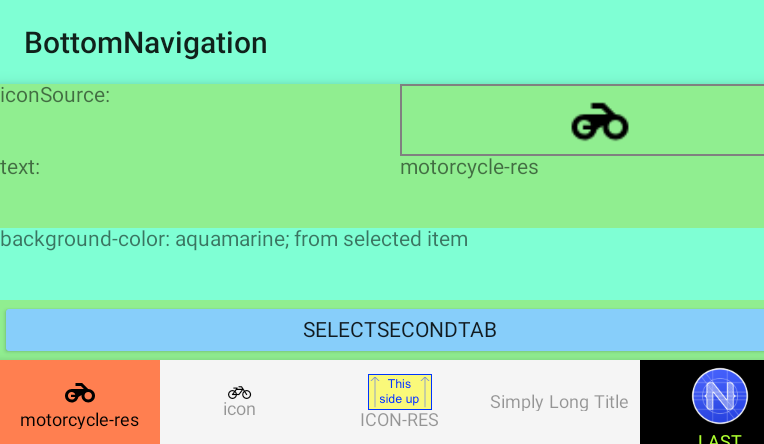 BottomNavigation
iconSource:
text:
motorcycle-res
background-color: aquamarine; from selected item
SELECTSECONDTAB
motorcycle-res
icon
This
side up
ICON-RES
Simply Long Title
N
LAST